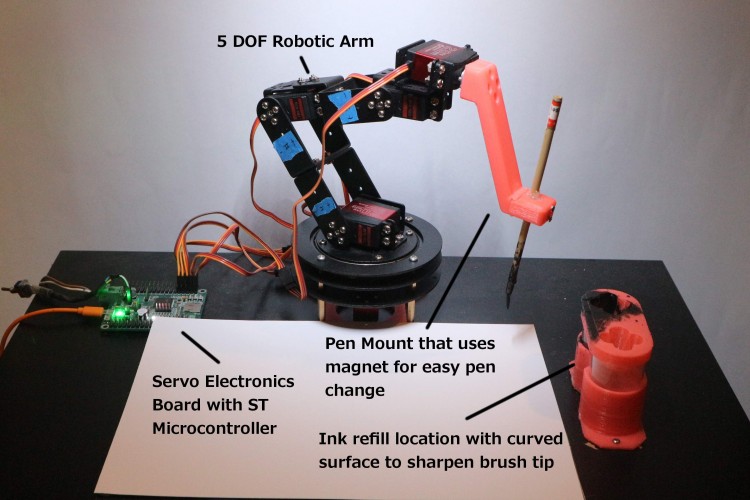 5 DOF Robotic Arm
Pen Mount that uses
magnet for easy pen
change
Servo Electronics
Board with ST
Microcontroller
Ink refill location with curved
surface to sharpen brush tip